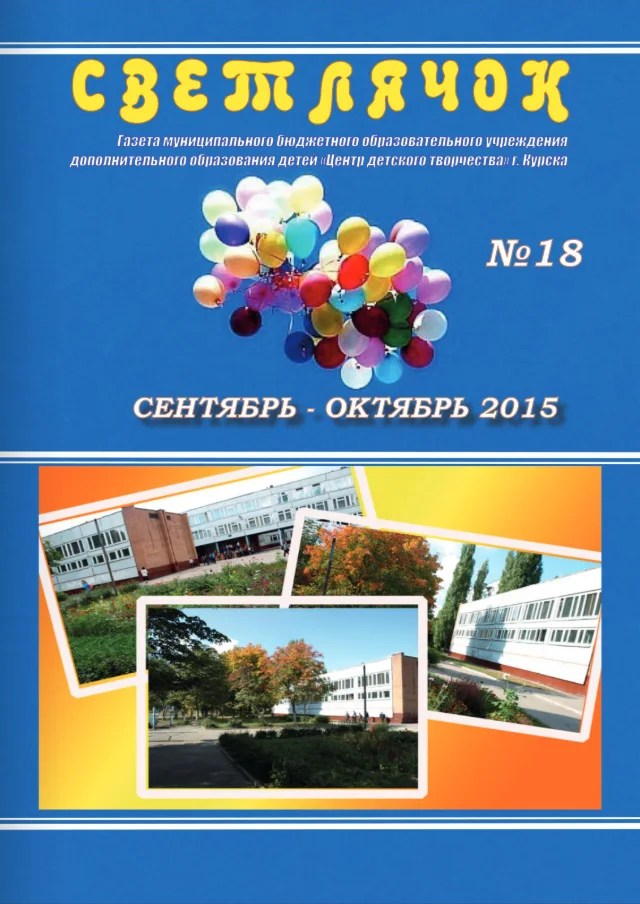 СВЕТЛЯЧОК
Газета муниципального бюджетного образовательного учреждения
дополнительного образования детей «Центр детского творчества» г. Курска
№18
СЕНТЯБРЬ - ОКТЯБРЬ 2015